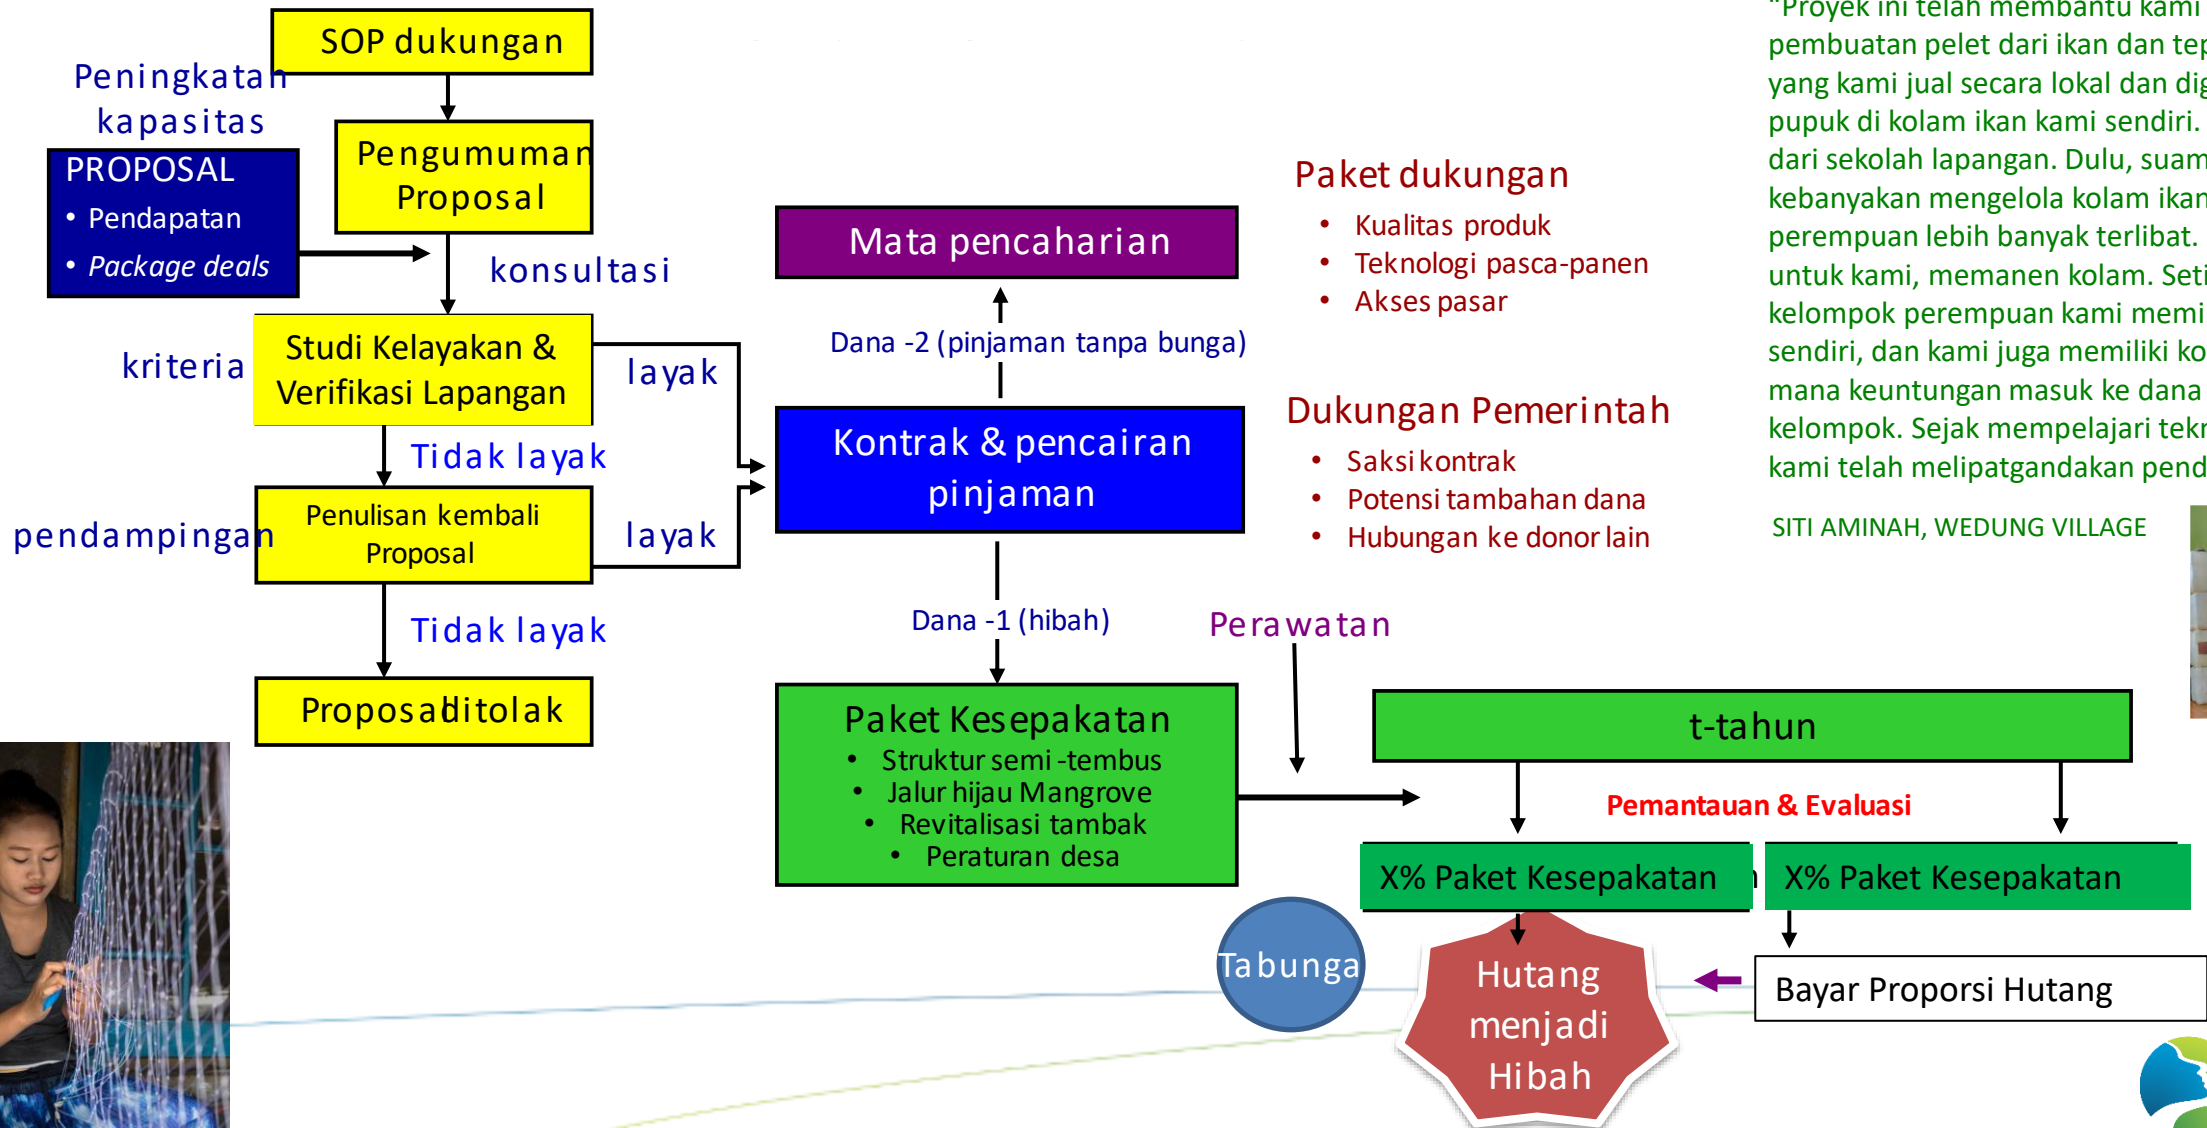 SOP dukungan
Peningkatan
kapasitas
PROPOSAL
• Pendapatan
• Package deals
Pengumuman
Proposal
konsultasi
kriteria
Studi Kelayakan &
Verifikasi Lapangan
layak
Tidak layak
pendampingan
Penulisan kembali
Proposal
layak
Tidak layak
Proposal ditolak
Mata pencaharian
Dana -2 (pinjaman tanpa bunga)
Kontrak & pencairan
pinjaman
Dana -1 (hibah)
Paket Kesepakatan
• Struktur semi -tembus
• Jalur hijau Mangrove
• Revitalisasi tambak
• Peraturan desa
Paket dukungan
• Kualitas produk
• Teknologi pasca-panen
• Akses pasar
Dukungan Pemerintah
• Saksi kontrak
• Potensi tambahan dana
• Hubungan ke donor lain
Perawatan
t-tahun
Pemantauan & Evaluasi
X% Paket Kesepakatan
X% Paket Kesepakatan
Tabunga
Hutang
menjadi
Hibah
Bayar Proporsi Hutang
"Proyek ini telah membantu kami
pembuatan pelet dari ikan dan
yang kami jual secara lokal dan
pupuk di kolam ikan kami sendiri.
dari sekolah lapangan. Dulu,
kebanyakan mengelola kolam ikan
perempuan lebih banyak terlibat.
untuk kami, memanen kolam.
kelompok perempuan kami
sendiri, dan kami juga memiliki
mana keuntungan masuk ke dana
kelompok. Sejak mempelajari
kami telah melipatgandakan
SITI AMINAH, WEDUNG VILLAGE